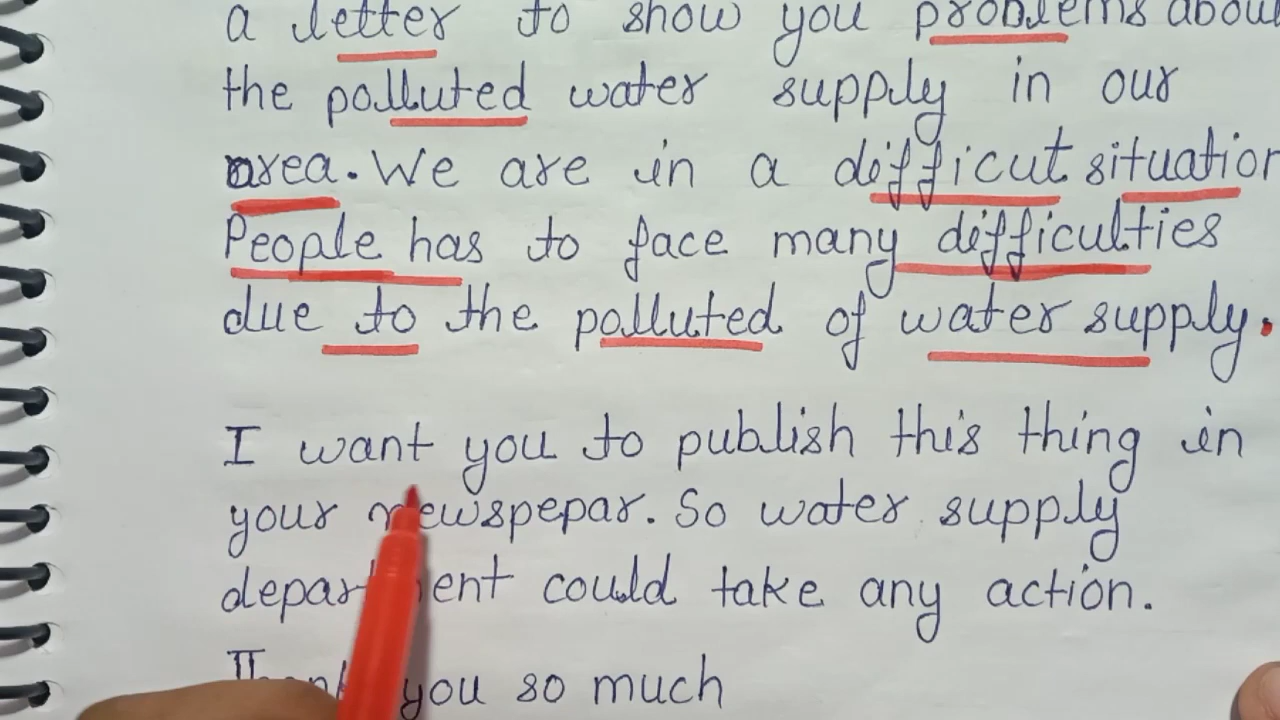 a letter to show you problems about
the polluted water supply in our
area. We are in a difficut situation
People has to face many difficulties
due to the polluted of water supply.
I want you to publish this thing in
your newspepar. So water supply
department could take any action.
Thank you so much